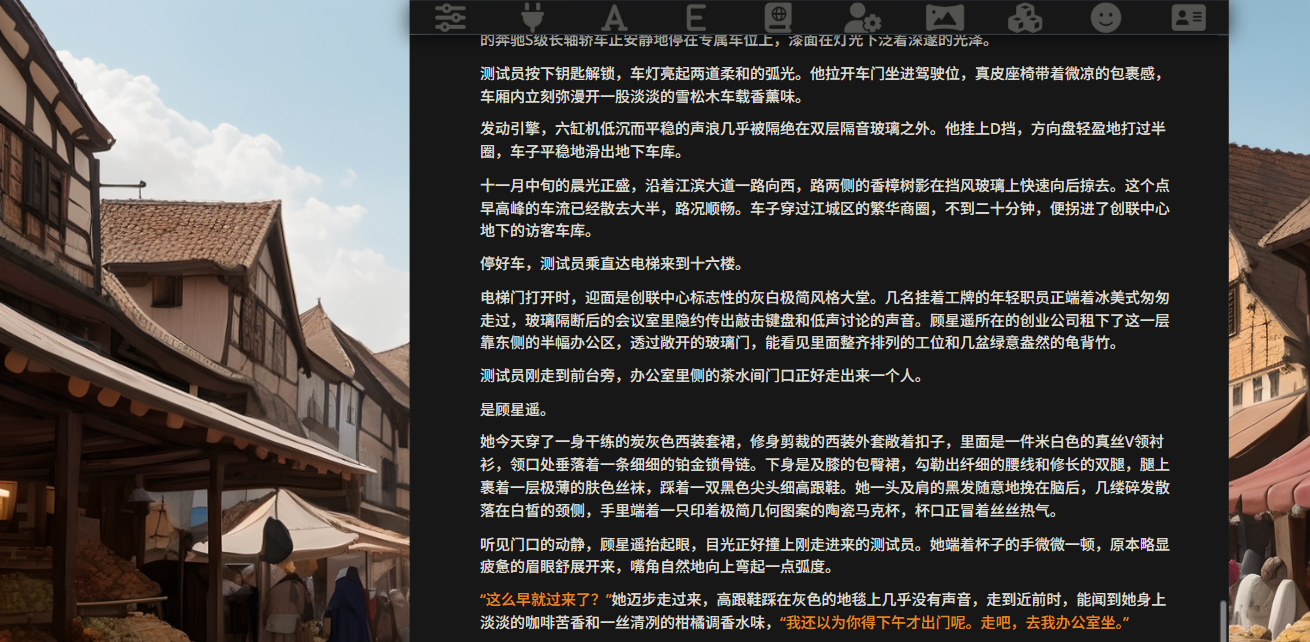 的奔驰S级长轴轿车正安静地停在专属车位上，漆面在灯光下泛着深邃的光泽。
测试员按下钥匙解锁，车灯亮起两道柔和的弧光。他拉开车门坐进驾驶位，真皮座椅带着微凉的包裹感，
车厢内立刻弥漫开一股淡淡的雪松木车载香薰味。
发动引擎，六缸机低沉而平稳的声浪几乎被隔绝在双层隔音玻璃之外。他挂上D挡，方向盘轻盈地打过半
圈，车子平稳地滑出地下车库。
十一月中旬的晨光正盛，沿着江滨大道一路向西，路两侧的香樟树影在挡风玻璃上快速向后掠去。这个点
早高峰的车流已经散去大半，路况顺畅。车子穿过江城区的繁华商圈，不到二十分钟，便拐进了创联中心
地下的访客车库。
停好车，测试员乘直达电梯来到十六楼。
电梯门打开时，迎面是创联中心标志性的灰白极简风格大堂。几名挂着工牌的年轻职员正端着冰美式匆匆
走过，玻璃隔断后的会议室里隐约传出敲击键盘和低声讨论的声音。顾星遥所在的创业公司租下了这一层
靠东侧的半幅办公区，透过敞开的玻璃门，能看见里面整齐排列的工位和几盆绿意盎然的龟背竹。
测试员刚走到前台旁，办公室里侧的茶水间门口正好走出来一个人。
是顾星遥。
她今天穿了一身干练的炭灰色西装套裙，修身剪裁的西装外套敞着扣子，里面是一件米白色的真丝V领衬
衫，领口处垂落着一条细细的铂金锁骨链。下身是及膝的包臀裙，勾勒出纤细的腰线和修长的双腿，腿上
裹着一层极薄的肤色丝袜，踩着一双黑色尖头细高跟鞋。她一头及肩的黑发随意地挽在脑后，几缕碎发散
落在白皙的颈侧，手里端着一只印着极简几何图案的陶瓷马克杯，杯口正冒着丝丝热气。
听见门口的动静，顾星遥抬起眼，目光正好撞上刚走进来的测试员。她端着杯子的手微微一顿，原本略显
疲惫的眉眼舒展开来，嘴角自然地向上弯起一点弧度。
“这么早就过来了？”她迈步走过来，高跟鞋踩在灰色的地毯上几乎没有声音，走到近前时，能闻到她身上
淡淡的咖啡苦香和一丝清冽的柑橘调香水味，“我还以为你得下午才出门呢。走吧，去我办公室坐。”